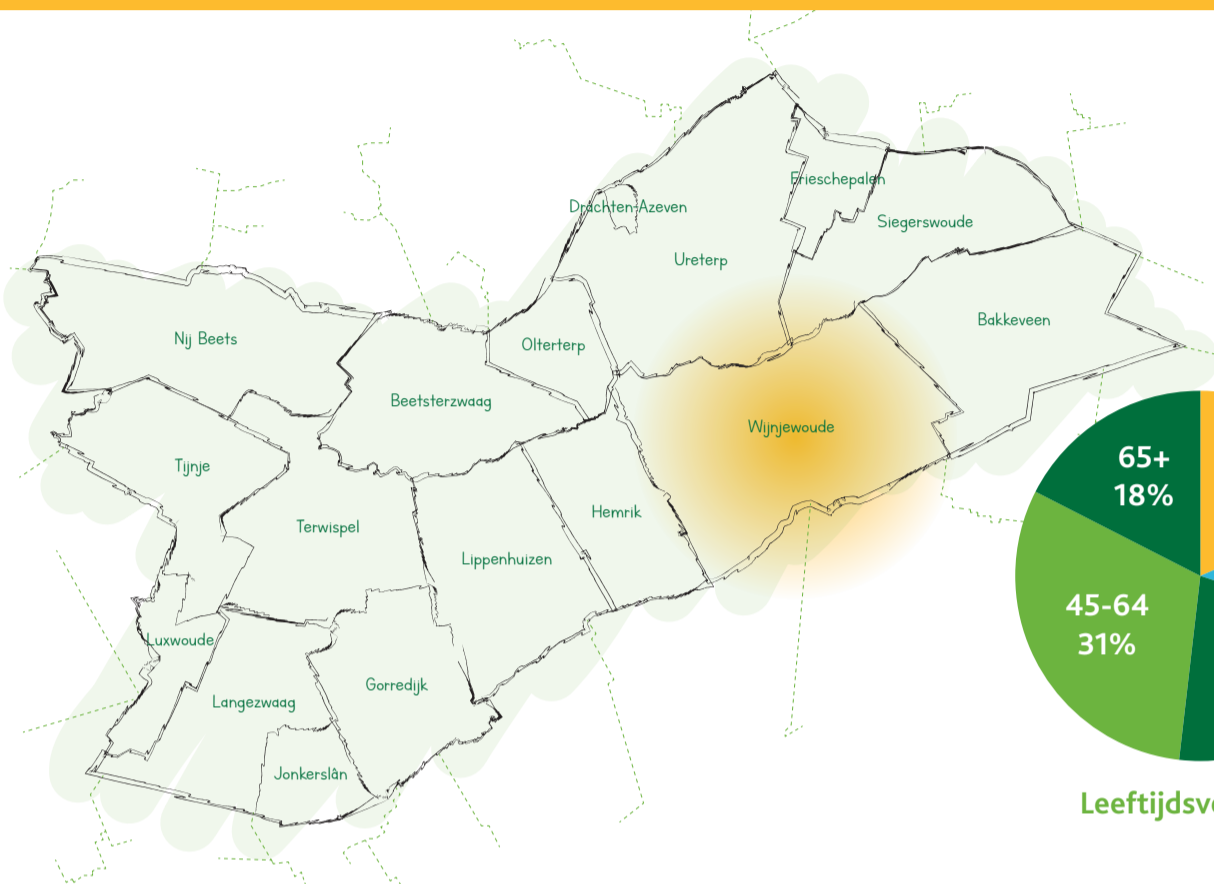 Frieschepalen
Drachten-Azeven
Siegerswoude
Ureterp
Bakkeveen
Nij Beets
Olterterp
Beetsterzwaag
Wijnjewoude
Tijnje
65+
18%
Hemrik
Terwispel
Lippenhuizen
45-64
31%
Luxwoude
Gorredijk
Langezwaag
Jonkerslân
Leeftijdsv